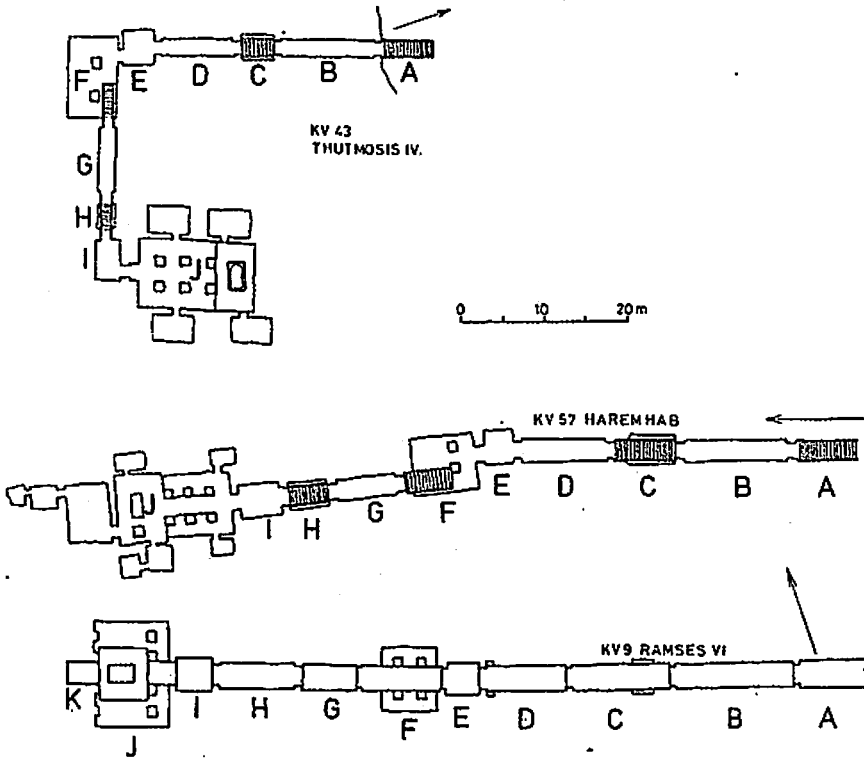 F E D C B A
KV 43
THUTMOSIS IV.
G
H
I J
0 10 20m
KV 57 HAREMHAB
J I H G F E D C B A
KV9 RAMSES VI
K J I H G F E D C B A